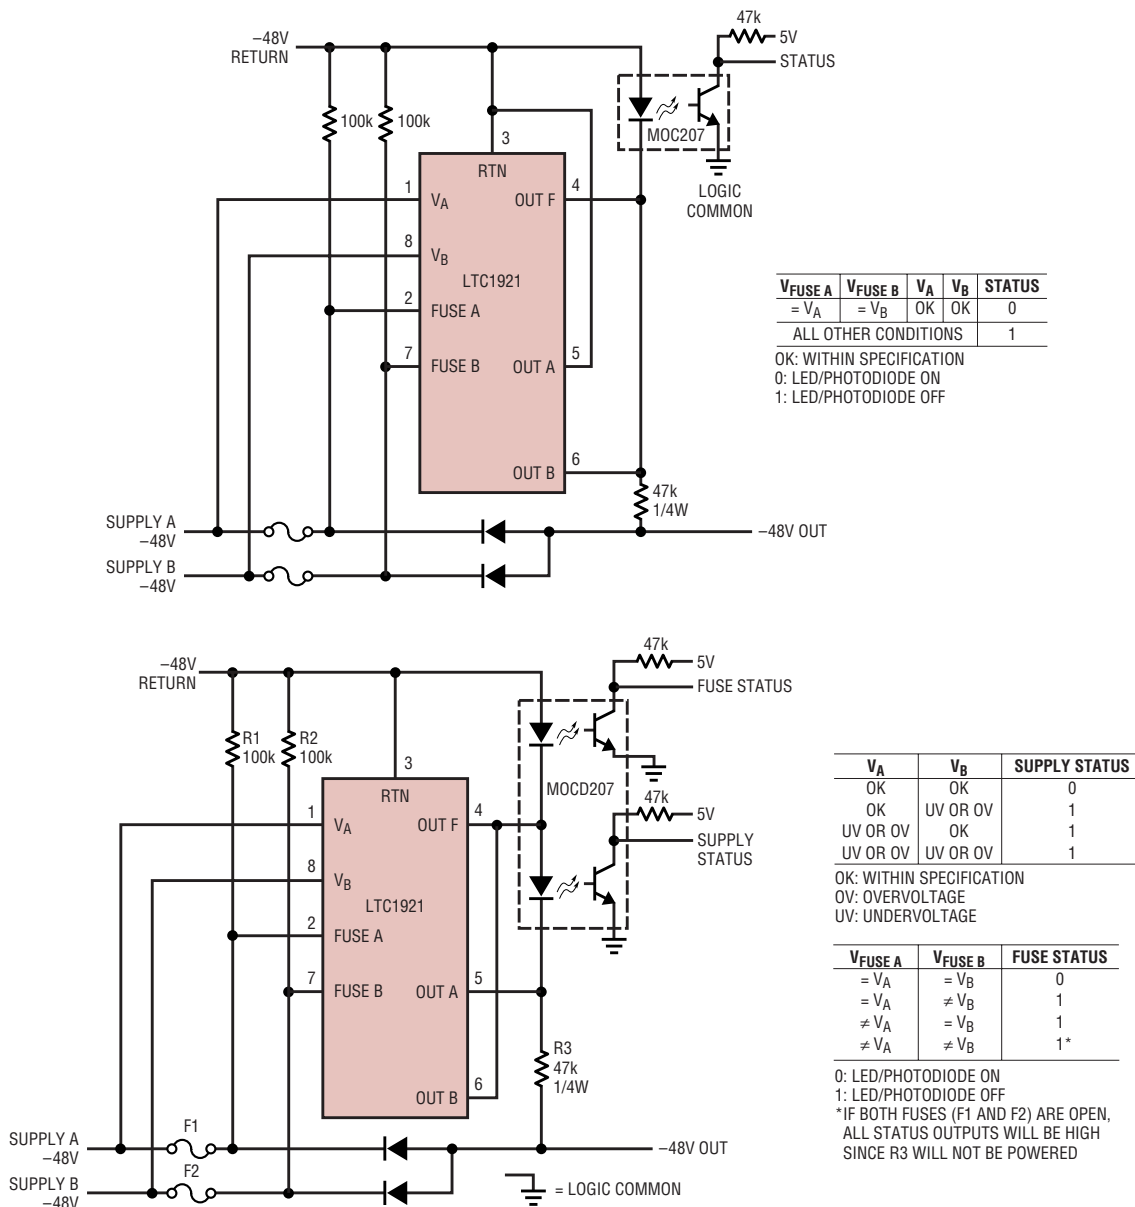 47k
5V
STATUS
–48V
RETURN
100k
100k
MOC207
LOGIC
COMMON
3
RTN
1
VA
OUT F
4
8
VB
LTC1921
2
FUSE A
7
FUSE B
OUT A
5
OUT B
6
47k
1/4W
SUPPLY A
–48V
SUPPLY B
–48V
–48V OUT
VFUSE A VFUSE B VA VB STATUS
= VA = VB OK OK 0
ALL OTHER CONDITIONS 1
OK: WITHIN SPECIFICATION
0: LED/PHOTODIODE ON
1: LED/PHOTODIODE OFF
47k
5V
FUSE STATUS
–48V
RETURN
R1
100k
R2
100k
MOCD207
47k
5V
SUPPLY
STATUS
3
RTN
1
VA
OUT F
4
8
VB
LTC1921
2
FUSE A
7
FUSE B
OUT A
5
OUT B
6
R3
47k
1/4W
F1
SUPPLY A
–48V
F2
SUPPLY B
–48V
–48V OUT
= LOGIC COMMON
VA VB SUPPLY STATUS
OK OK 0
OK UV OR OV 1
UV OR OV OK 1
UV OR OV UV OR OV 1
OK: WITHIN SPECIFICATION
OV: OVERVOLTAGE
UV: UNDERVOLTAGE
VFUSE A VFUSE B FUSE STATUS
= VA = VB 0
= VA ≠ VB 1
≠ VA = VB 1
≠ VA ≠ VB 1*
0: LED/PHOTODIODE ON
1: LED/PHOTODIODE OFF
*IF BOTH FUSES (F1 AND F2) ARE OPEN,
ALL STATUS OUTPUTS WILL BE HIGH
SINCE R3 WILL NOT BE POWERED